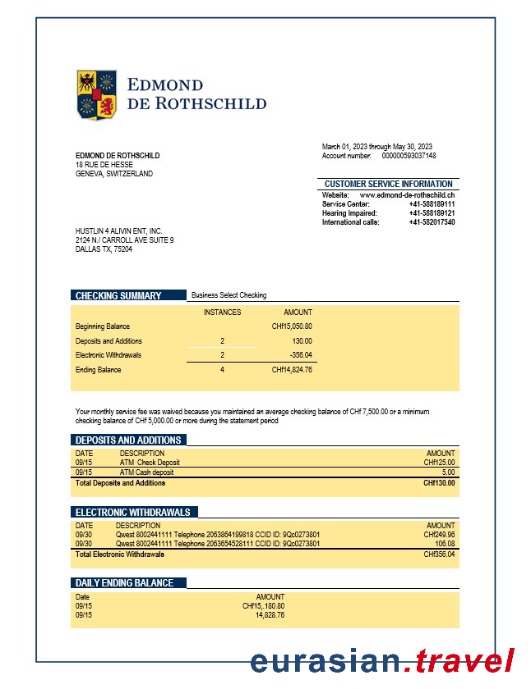 EDMOND
DE ROTHSCHILD
March 01, 2023 through May 30, 2023
Account number: 000000593037148
EDMOND DE ROTHSCHILD
18 RUE DE HESSE
GENEVA, SWITZERLAND
CUSTOMER SERVICE INFORMATION
Website: www.edmond-de-rothschild.ch
Service Center: +41-588189111
Hearing Impaired: +41-588189121
International calls: +41-582017540
HUSTLIN 4 ALIVIN ENT, INC.
2124 N./ CARROLL AVE SUITE 9
DALLAS TX, 75204
CHECKING SUMMARY Business Select Checking
INSTANCES AMOUNT
Beginning Balance CHf15,050.80
Deposits and Additions 2 130.00
Electronic Withdrawals 2 -356.04
Ending Balance 4 CHf14,824.76
Your monthly service fee was waived because you maintained an average checking balance of CHf 7,500.00 or a minimum
checking balance of CHf 5,000.00 or more during the statement period
DEPOSITS AND ADDITIONS
DATE DESCRIPTION AMOUNT
09/15 ATM Check Deposit CHf125.00
09/15 ATM Cash deposit 5.00
Total Deposits and Additions CHf130.00
ELECTRONIC WITHDRAWALS
DATE DESCRIPTION AMOUNT
09/30 Qwest 8002441111 Telephone 2063864199818 CCID ID: 9Qc0273801 CHf249.96
09/30 Qwest 8002441111 Telephone 2063654528111 CCID ID: 9Qc0273801 106.08
Total Electronic Withdrawals CHf356.04
DAILY ENDING BALANCE
Date AMOUNT
09/15 CHf15,.180.80
09/15 14,828.76
eurasian.travel